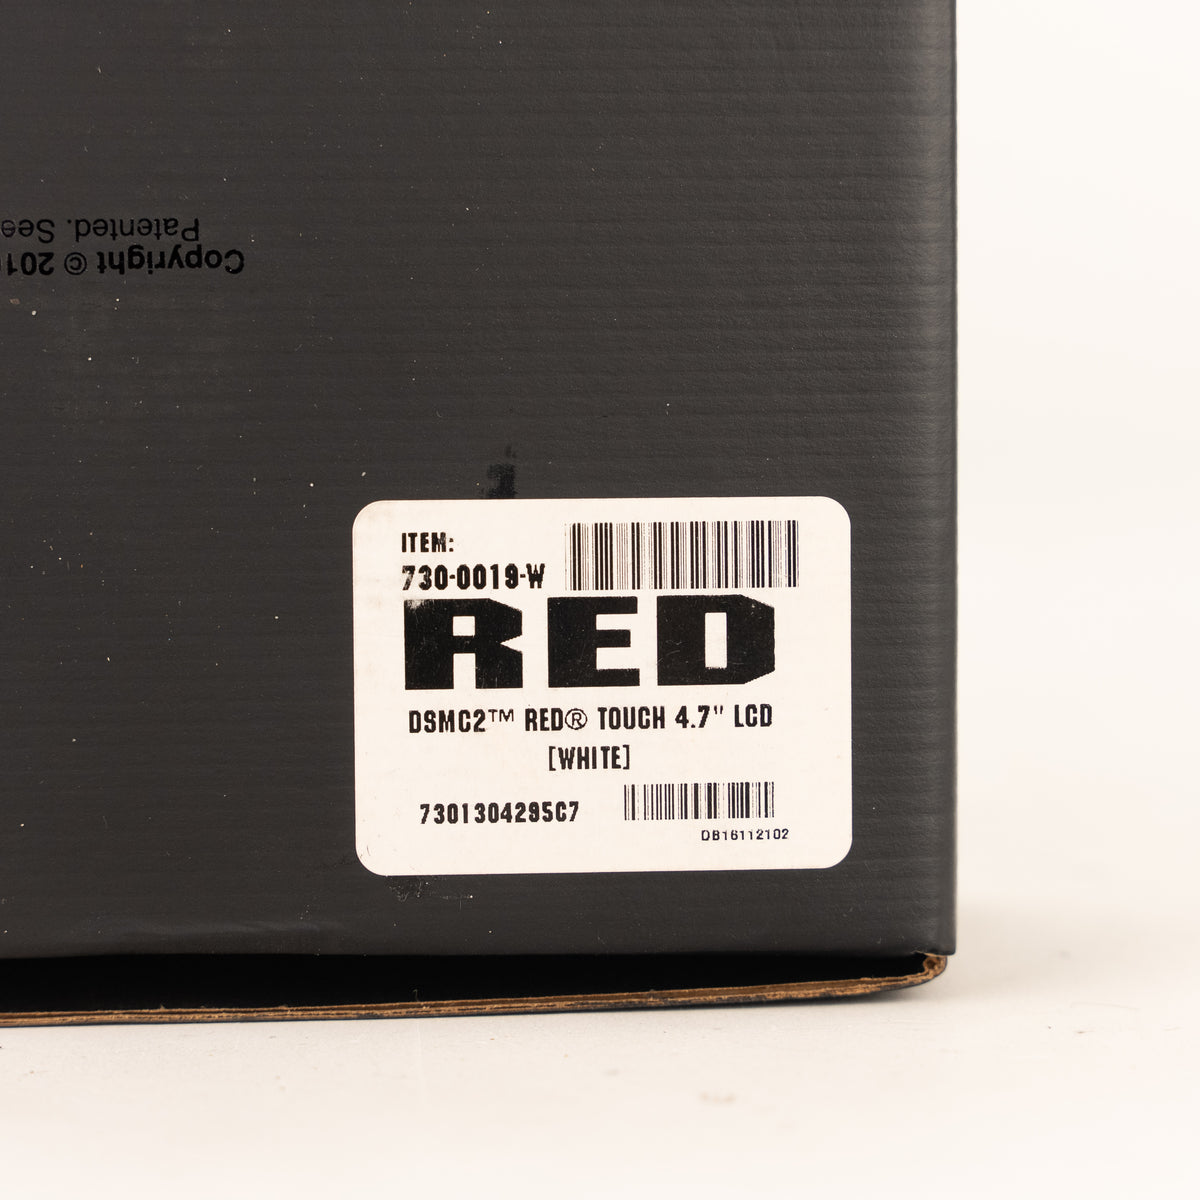 Copyright © 201
Patented. See
ITEM:
730-0019-W
RED
DSMC2™ RED® TOUCH 4.7" LCD
[WHITE]
7301304295C7
DB16112102